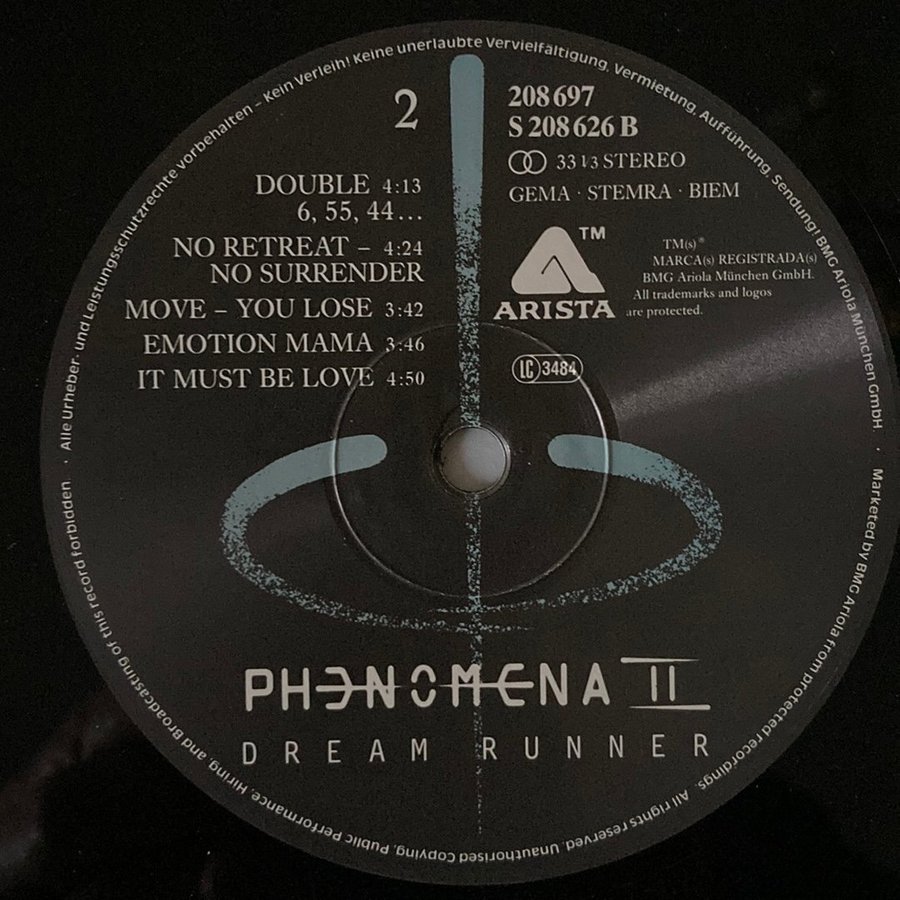 2
DOUBLE 4:13
6, 55, 44...
NO RETREAT – 4:24
NO SURRENDER
MOVE – YOU LOSE 3:42
EMOTION MAMA 3:46
IT MUST BE LOVE 4:50
208 697
S 208 626 B
33 1/3 STEREO
GEMA · STEMRA · BIEM
TM
ARISTA
TM(s)®
MARCA(s) REGISTRADA(s)
BMG Ariola München GmbH.
All trademarks and logos
are protected.
LC 3484
PHENOMENA II
DREAM RUNNER
· Alle Urheber- und Leistungsschutzrechte vorbehalten – Kein Verleih! Keine unerlaubte Vervielfältigung, Vermietung, Aufführung, Sendung! BMG Ariola München GmbH · Marketed by BMG Ariola from protected recordings. All rights reserved. Unauthorised Copying, Public Performance, Hiring, and Broadcasting of this record forbidden